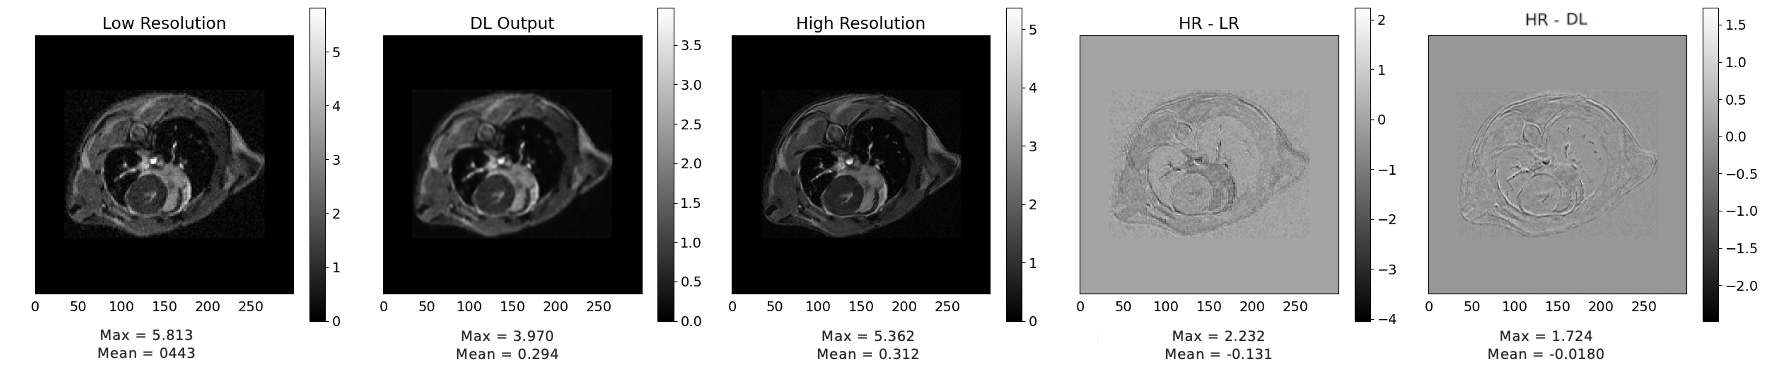 Low Resolution
5
4
3
2
1
0
0 50 100 150 200 250
Max = 5.813
Mean = 0443
DL Output
3.5
3.0
2.5
2.0
1.5
1.0
0.5
0.0
0 50 100 150 200 250
Max = 3.970
Mean = 0.294
High Resolution
5
4
3
2
1
0
0 50 100 150 200 250
Max = 5.362
Mean = 0.312
HR - LR
2
1
0
−1
−2
−3
−4
0 50 100 150 200 250
Max = 2.232
Mean = -0.131
HR - DL
1.5
1.0
0.5
0.0
−0.5
−1.0
−1.5
−2.0
0 50 100 150 200 250
Max = 1.724
Mean = -0.0180